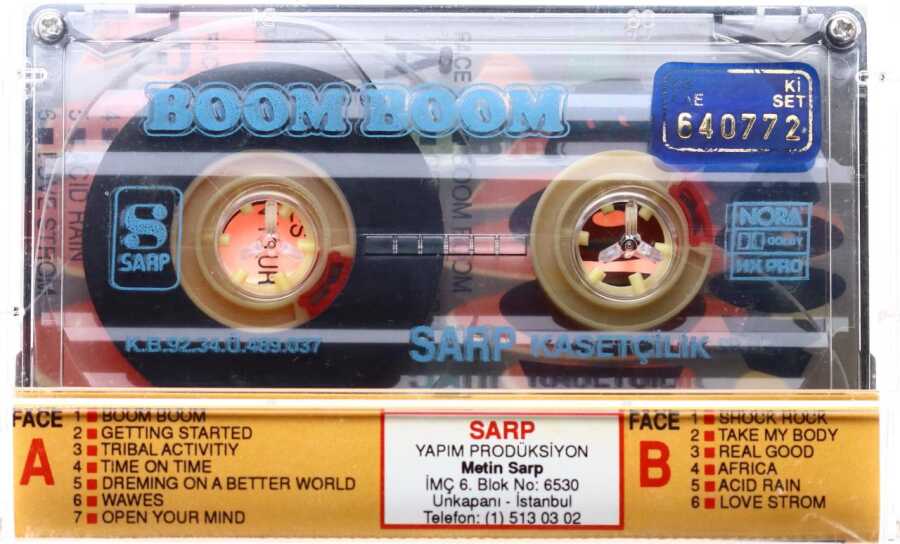 BOOM BOOM
Kİ
E SET
640772
S
SARP
NORA
DOLBY
HX PRO
K.B.92.34.Ü.489.037
SARP KASETÇİLİK
FACE A
1 BOOM BOOM
2 GETTING STARTED
3 TRIBAL ACTIVITIY
4 TIME ON TIME
5 DREMING ON A BETTER WORLD
6 WAWES
7 OPEN YOUR MIND
SARP
YAPIM PRODÜKSİYON
Metin Sarp
İMÇ 6. Blok No: 6530
Unkapanı - İstanbul
Telefon: (1) 513 03 02
FACE B
1 SHOCK ROCK
2 TAKE MY BODY
3 REAL GOOD
4 AFRICA
5 ACID RAIN
6 LOVE STROM